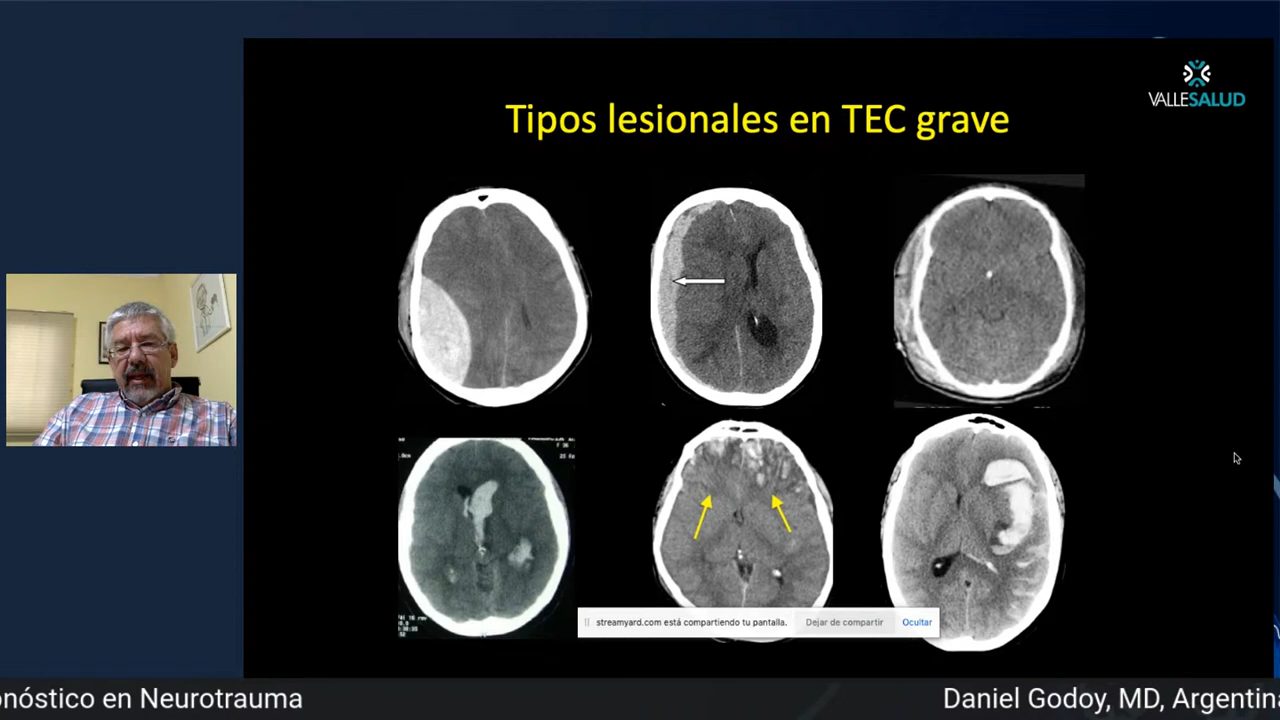 VALLESALUD
Tipos lesionales en TEC grave
streamyard.com está compartiendo tu pantalla.
Dejar de compartir
Ocultar
onóstico en Neurotrauma
Daniel Godoy, MD, Argentina